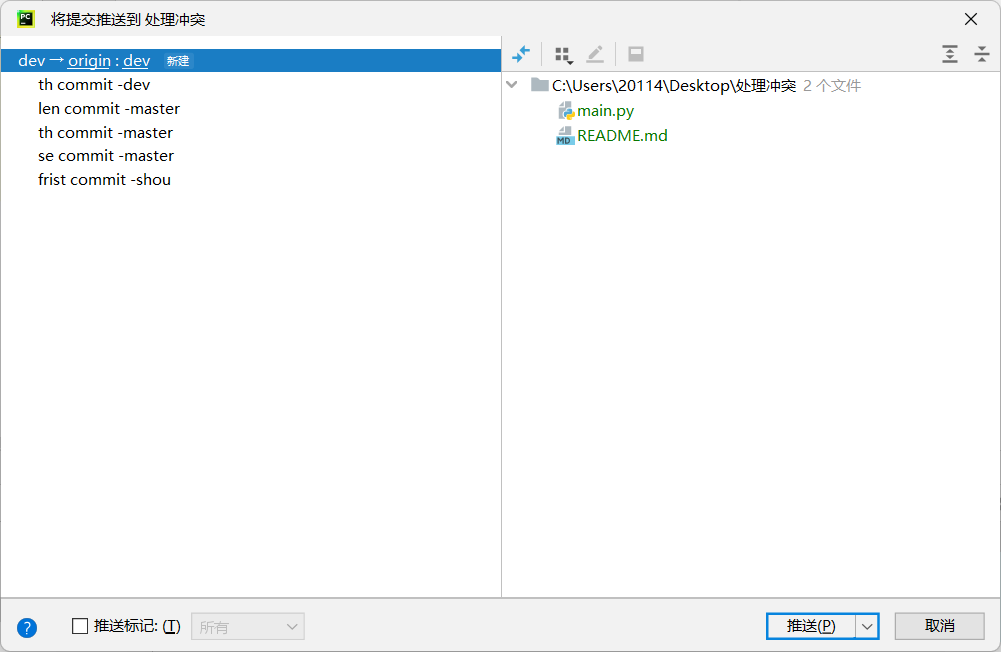 PC
将提交推送到 处理冲突
dev → origin : dev 新建
th commit -dev
len commit -master
th commit -master
se commit -master
frist commit -shou
C:\Users\20114\Desktop\处理冲突 2 个文件
main.py
MD README.md
? 推送标记: (T) 所有 推送(P) 取消